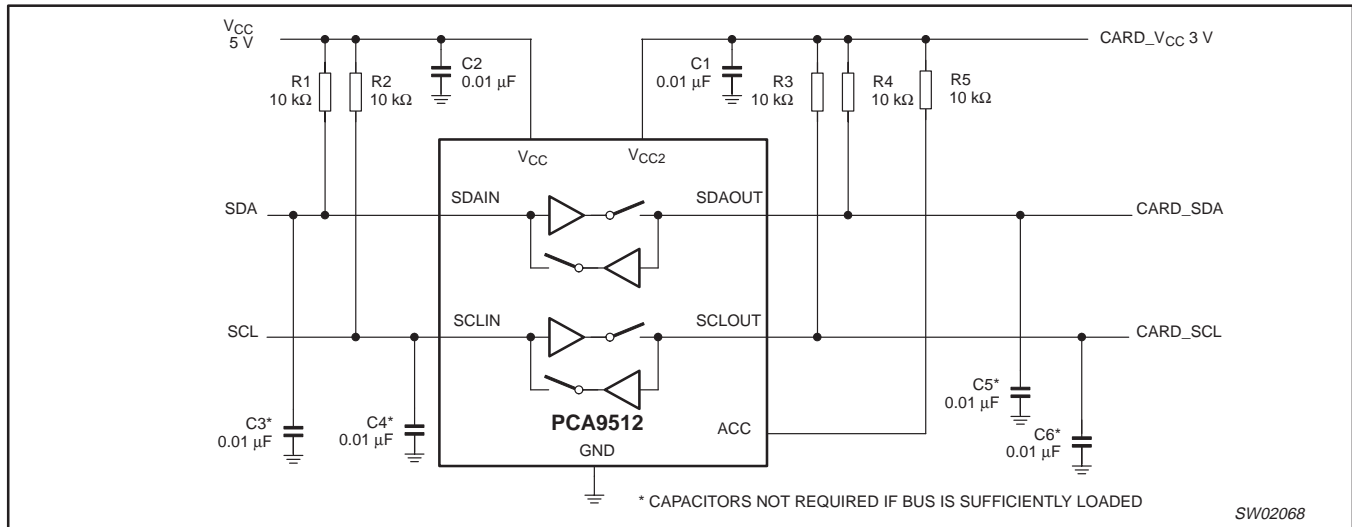 VCC
5 V
CARD_VCC 3 V
C2
0.01 µF
C1
0.01 µF
R1
10 kΩ
R2
10 kΩ
R3
10 kΩ
R4
10 kΩ
R5
10 kΩ
VCC
VCC2
SDA
SDAIN
SDAOUT
CARD_SDA
SCL
SCLIN
SCLOUT
CARD_SCL
C3*
0.01 µF
C4*
0.01 µF
PCA9512
ACC
GND
C5*
0.01 µF
C6*
0.01 µF
* CAPACITORS NOT REQUIRED IF BUS IS SUFFICIENTLY LOADED
SW02068